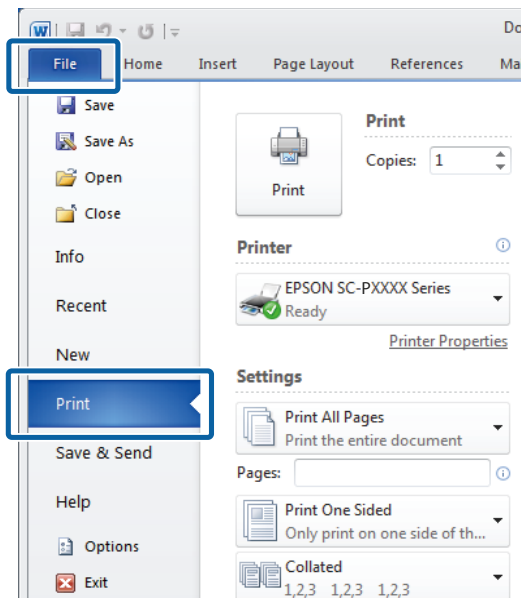 W
Do
File Home Insert Page Layout References Ma
Save
Save As
Open
Close
Info
Recent
New
Print
Save & Send
Help
Options
Exit
Print
Print
Copies: 1
Printer
EPSON SC-PXXXX Series
Ready
Printer Properties
Settings
Print All Pages
Print the entire document
Pages:
Print One Sided
Only print on one side of th...
Collated
1,2,3 1,2,3 1,2,3